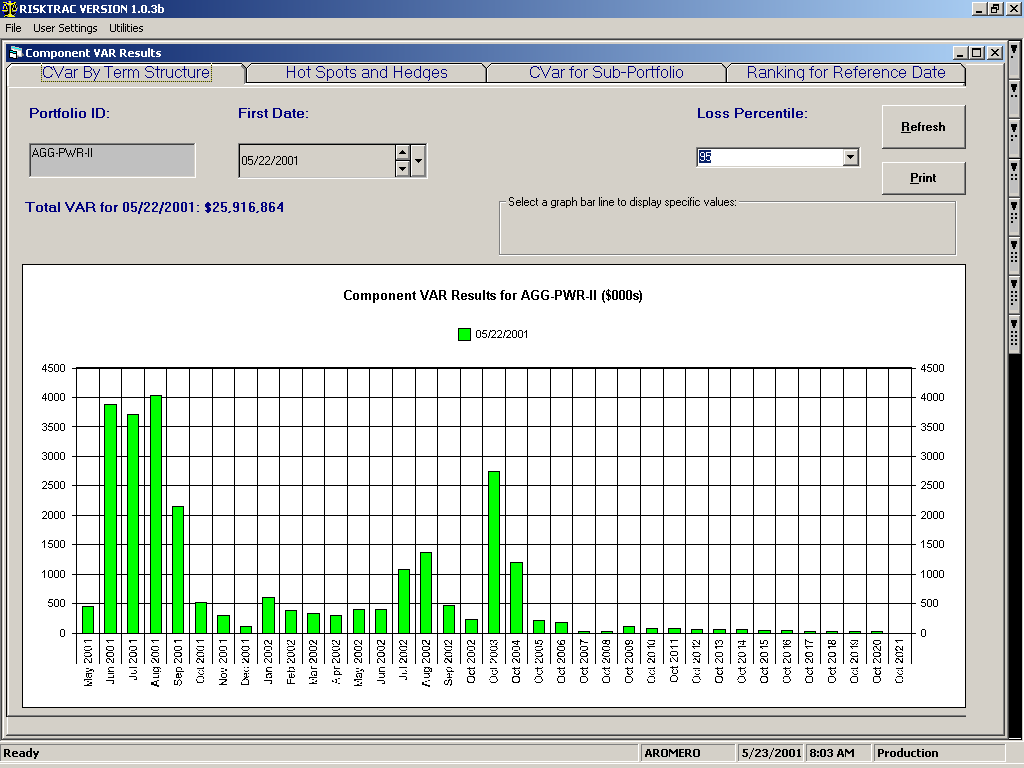 RISKTRAC VERSION 1.0.3b
File User Settings Utilities
Component VAR Results
CVar By Term Structure Hot Spots and Hedges CVar for Sub-Portfolio Ranking for Reference Date
Portfolio ID: First Date: Loss Percentile:
Refresh
AGG-PWR-II 05/22/2001 95
Print
Total VAR for 05/22/2001: $25,916,864
Select a graph bar line to display specific values:
Component VAR Results for AGG-PWR-II ($000s)
05/22/2001
4500 4500
4000 4000
3500 3500
3000 3000
2500 2500
2000 2000
1500 1500
1000 1000
500 500
0 0
May 2001 Jun 2001 Jul 2001 Aug 2001 Sep 2001 Oct 2001 Nov 2001 Dec 2001 Jan 2002 Feb 2002 Mar 2002 Apr 2002 May 2002 Jun 2002 Jul 2002 Aug 2002 Sep 2002 Oct 2002 Oct 2003 Oct 2004 Oct 2005 Oct 2006 Oct 2007 Oct 2008 Oct 2009 Oct 2010 Oct 2011 Oct 2012 Oct 2013 Oct 2014 Oct 2015 Oct 2016 Oct 2017 Oct 2018 Oct 2019 Oct 2020 Oct 2021
Ready AROMERO 5/23/2001 8:03 AM Production